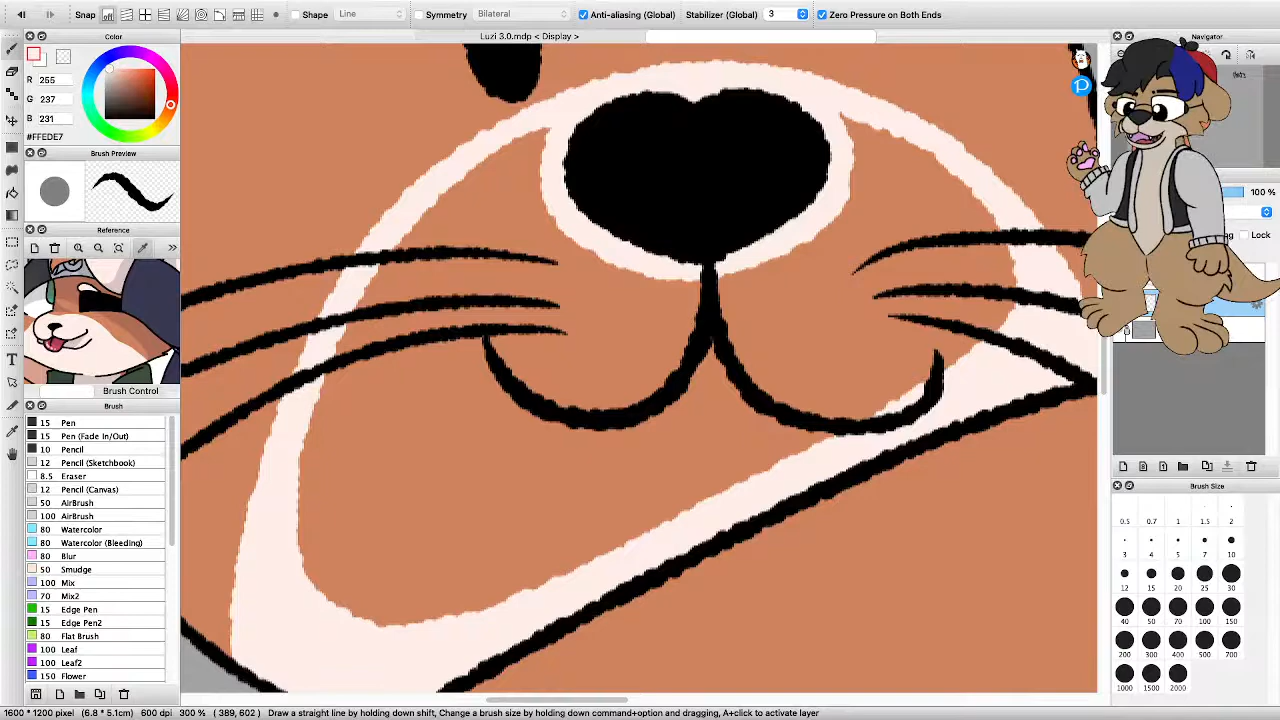 Snap Shape Line Symmetry Bilateral Anti-aliasing (Global) Stabilizer (Global) 3 Zero Pressure on Both Ends
Luzi 3.0.mdp < Display >
Color
R 255
G 237
B 231
#FFEDE7
Brush Preview
Reference
Brush Control
Brush
15 Pen
15 Pen (Fade In/Out)
10 Pencil
12 Pencil (Sketchbook)
8.5 Eraser
12 Pencil (Canvas)
50 AirBrush
100 AirBrush
80 Watercolor
80 Watercolor (Bleeding)
80 Blur
50 Smudge
100 Mix
70 Mix2
15 Edge Pen
15 Edge Pen2
80 Flat Brush
100 Leaf
100 Leaf2
150 Flower
Navigator
100 %
Lock
Brush Size
0.5 0.7 1 1.5 2
3 4 5 7 10
12 15 20 25 30
40 50 70 100 150
200 300 400 500 700
1000 1500 2000
1600 * 1200 pixel (6.8 * 5.1cm) 600 dpi 300 % ( 389, 602 ) Draw a straight line by holding down shift, Change a brush size by holding down command+option and dragging, A+click to activate layer